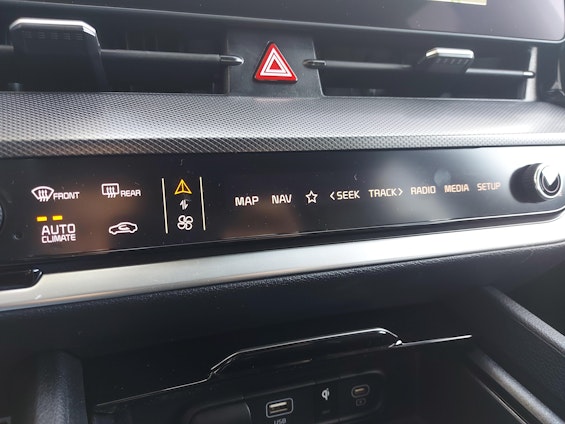 FRONT REAR MAP NAV < SEEK TRACK > RADIO MEDIA SETUP
AUTO
CLIMATE
USB